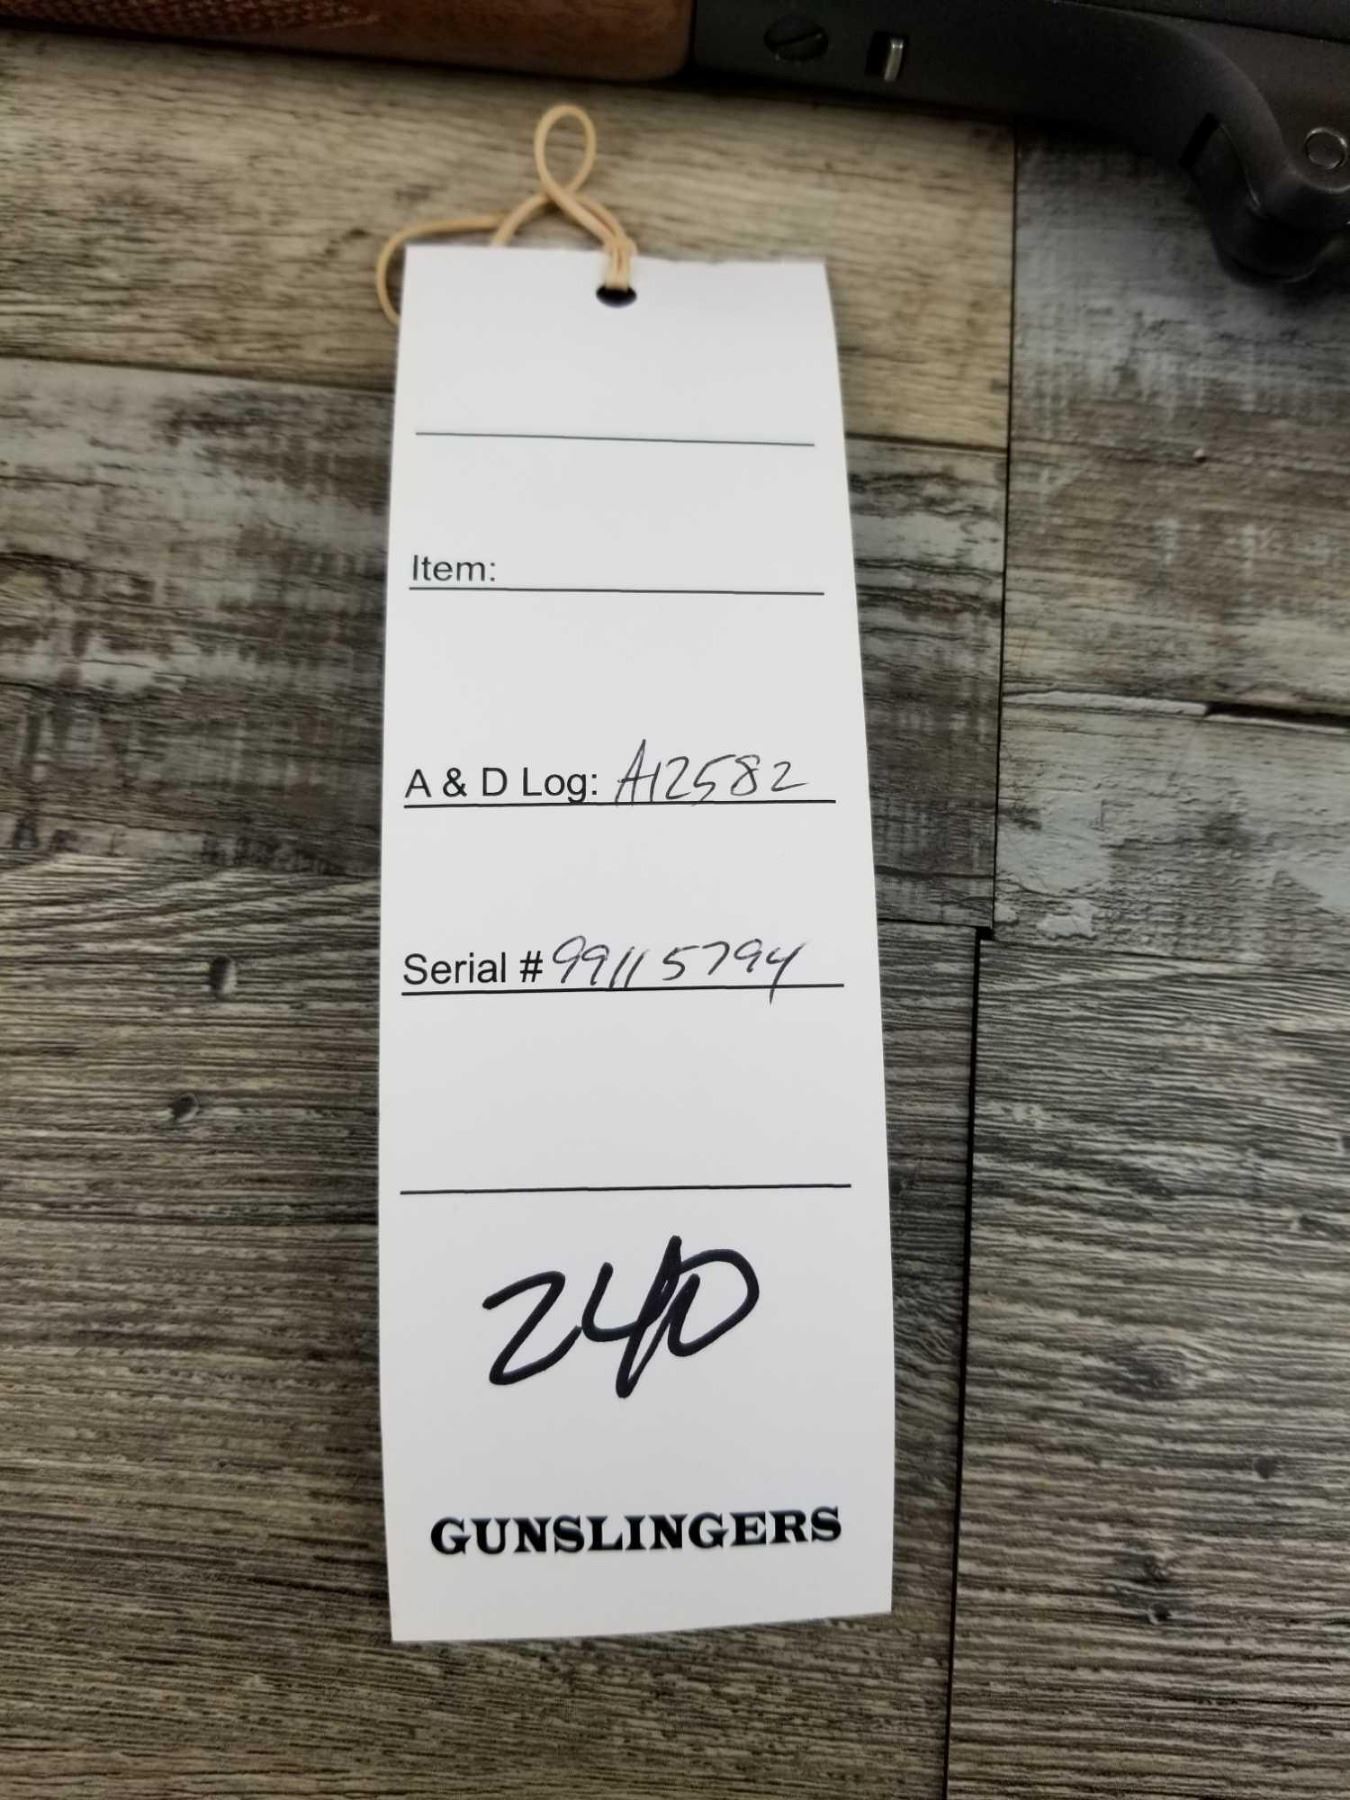 Item:
A & D Log: A12582
Serial # 99115794
240
GUNSLINGERS